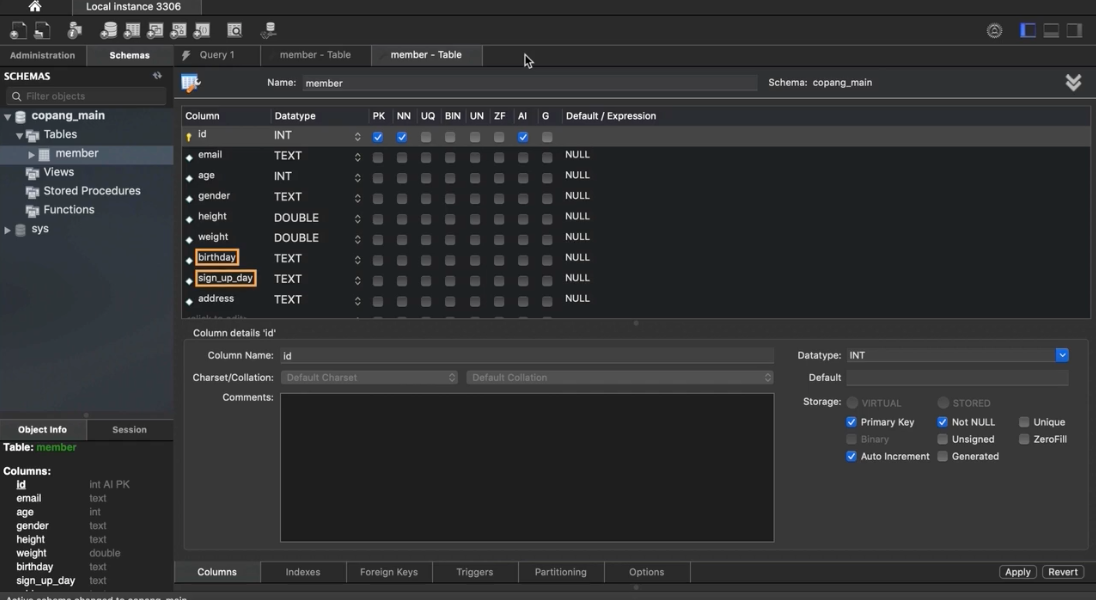 Local instance 3306
Administration
Schemas
Query 1
member - Table
member - Table
SCHEMAS
Filter objects
copang_main
Tables
member
Views
Stored Procedures
Functions
sys
Name: member
Schema: copang_main
Column Datatype PK NN UQ BIN UN ZF AI G Default / Expression
id INT
email TEXT NULL
age INT NULL
gender TEXT NULL
height DOUBLE NULL
weight DOUBLE NULL
birthday TEXT NULL
sign_up_day TEXT NULL
address TEXT NULL
Column details 'id'
Column Name: id
Datatype: INT
Charset/Collation: Default Charset Default Collation
Default
Comments:
Storage: VIRTUAL STORED
Primary Key Not NULL Unique
Binary Unsigned ZeroFill
Auto Increment Generated
Object Info Session
Table: member
Columns:
id int AI PK
email text
age int
gender text
height text
weight double
birthday text
sign_up_day text
Columns Indexes Foreign Keys Triggers Partitioning Options
Apply Revert
Active schema changed to copang_main